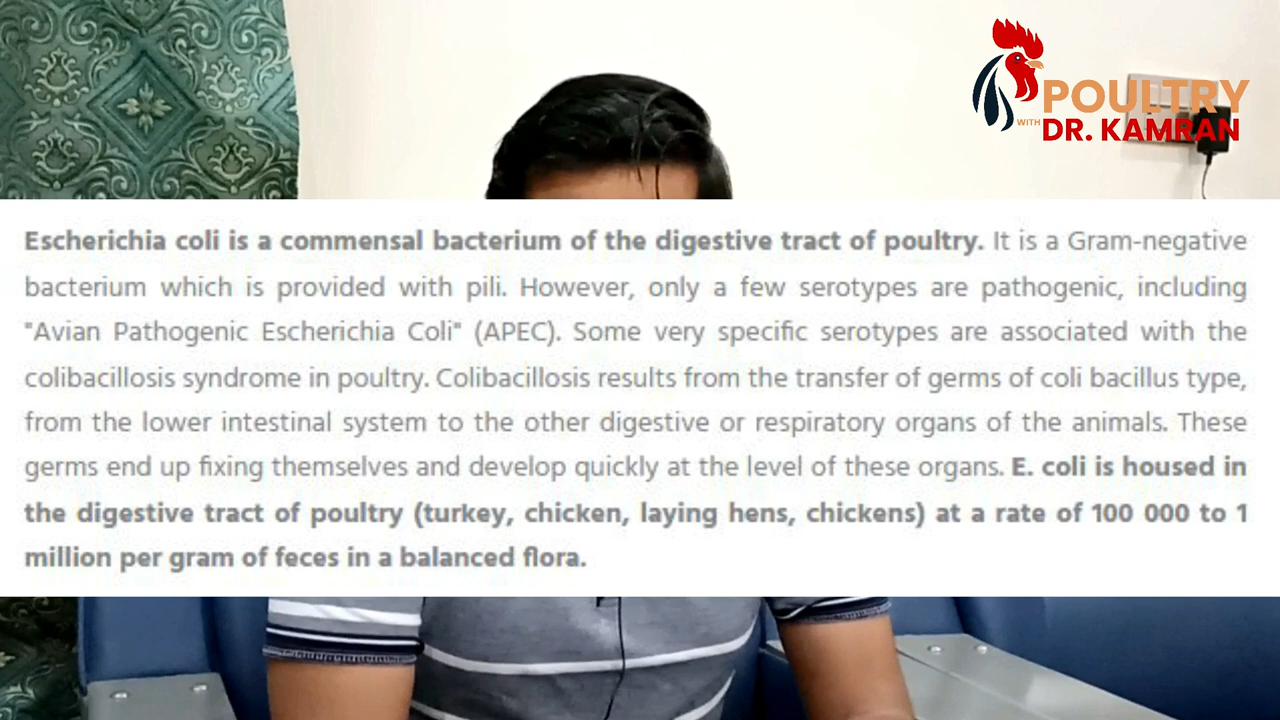 POULTRY
WITH
DR. KAMRAN
Escherichia coli is a commensal bacterium of the digestive tract of poultry. It is a Gram-negative
bacterium which is provided with pili. However, only a few serotypes are pathogenic, including
"Avian Pathogenic Escherichia Coli" (APEC). Some very specific serotypes are associated with the
colibacillosis syndrome in poultry. Colibacillosis results from the transfer of germs of coli bacillus type,
from the lower intestinal system to the other digestive or respiratory organs of the animals. These
germs end up fixing themselves and develop quickly at the level of these organs. E. coli is housed in
the digestive tract of poultry (turkey, chicken, laying hens, chickens) at a rate of 100 000 to 1
million per gram of feces in a balanced flora.